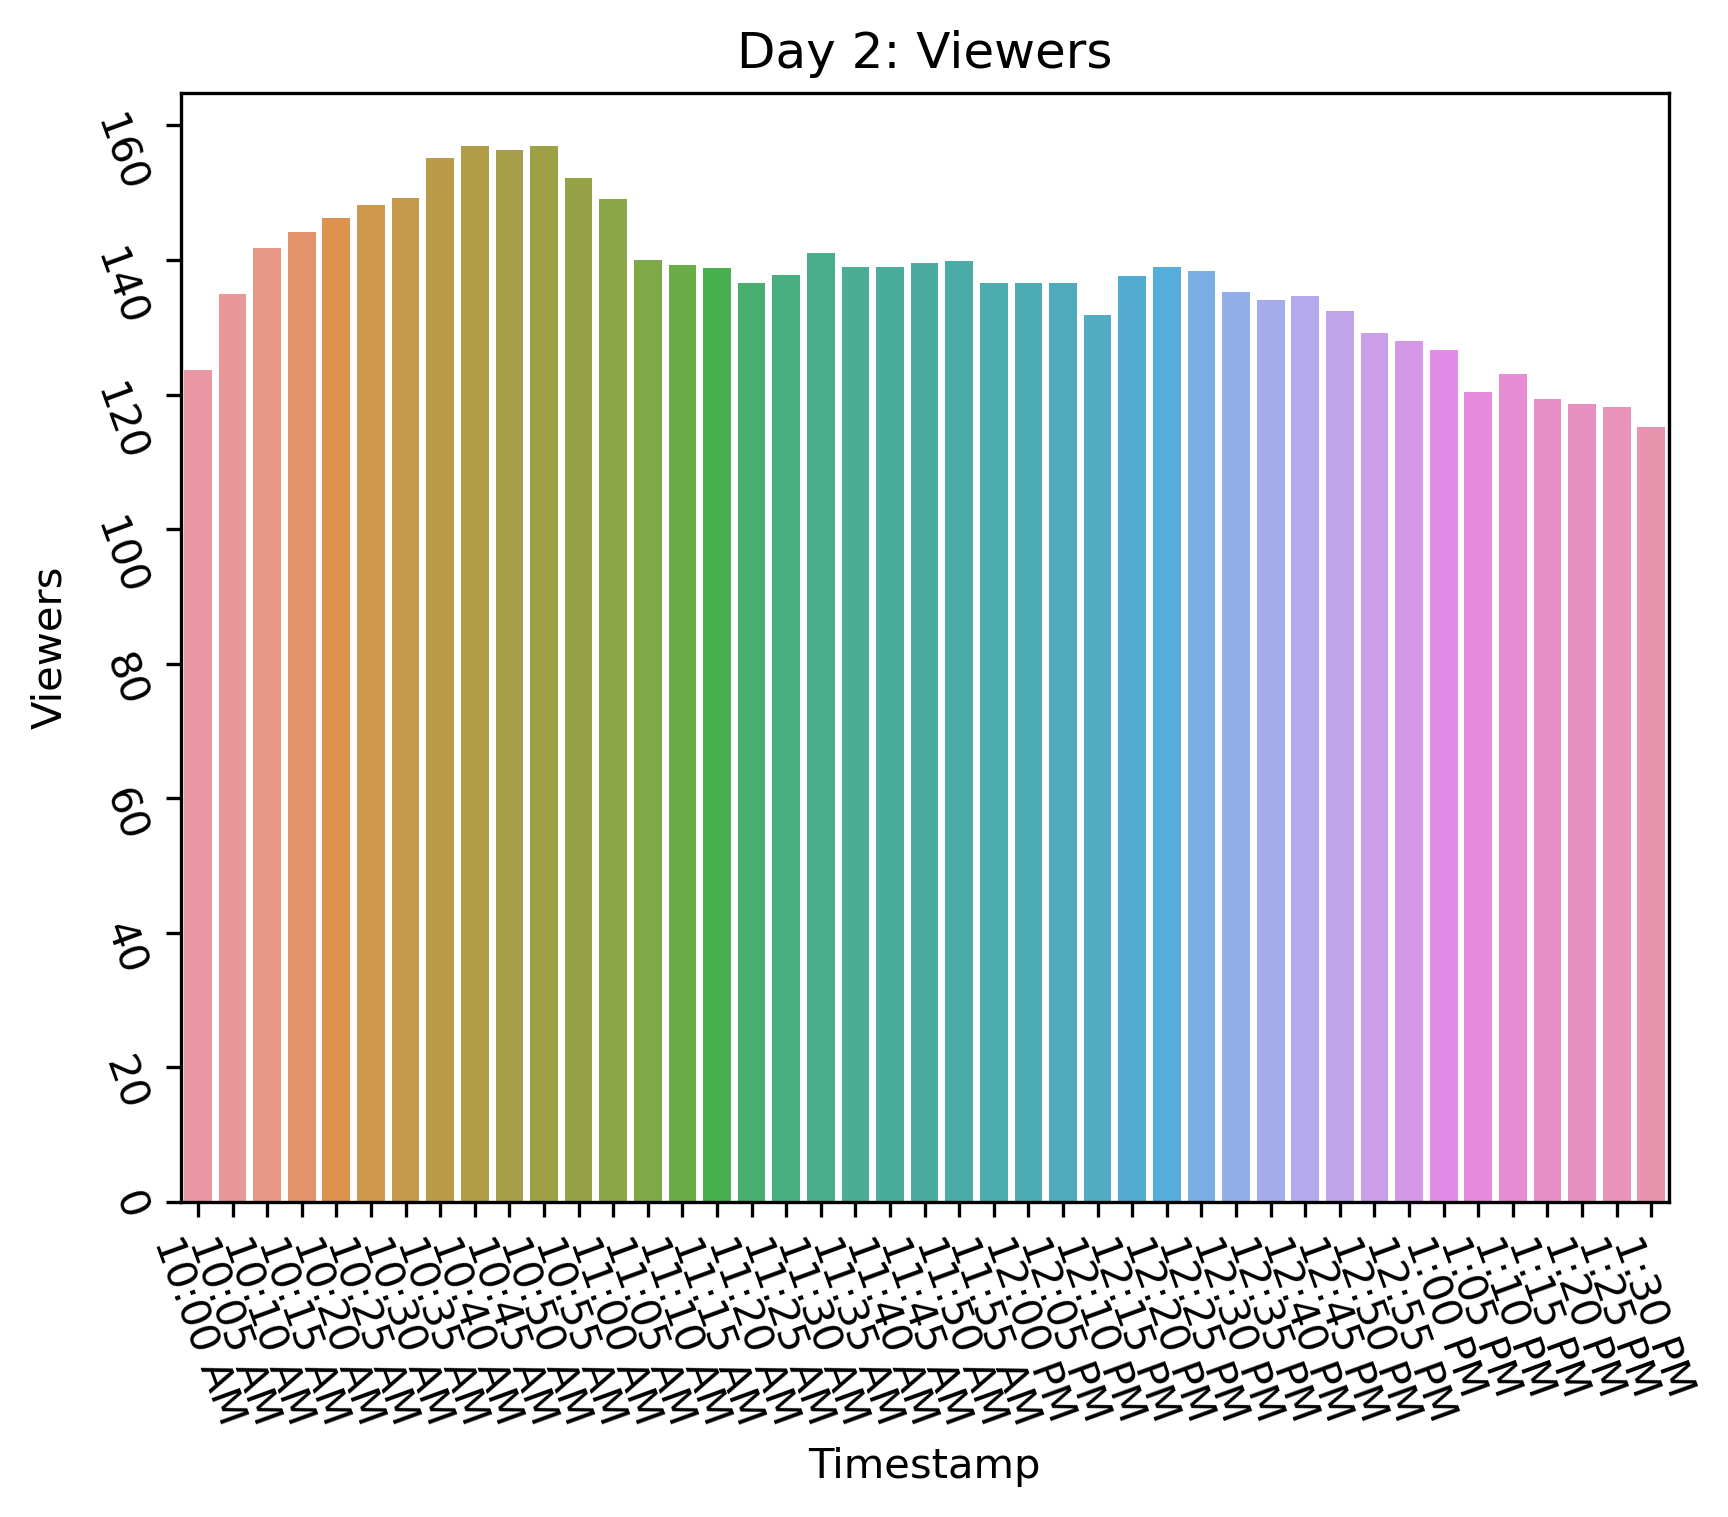 Day 2: Viewers
160
140
120
100
80
60
40
20
0
Viewers
10:00 AM
10:05 AM
10:10 AM
10:15 AM
10:20 AM
10:25 AM
10:30 AM
10:35 AM
10:40 AM
10:45 AM
10:50 AM
10:55 AM
11:00 AM
11:05 AM
11:10 AM
11:15 AM
11:20 AM
11:25 AM
11:30 AM
11:35 AM
11:40 AM
11:45 AM
11:50 AM
11:55 AM
12:00 PM
12:05 PM
12:10 PM
12:15 PM
12:20 PM
12:25 PM
12:30 PM
12:35 PM
12:40 PM
12:45 PM
12:50 PM
12:55 PM
1:00 PM
1:05 PM
1:10 PM
1:15 PM
1:20 PM
1:25 PM
1:30 PM
Timestamp